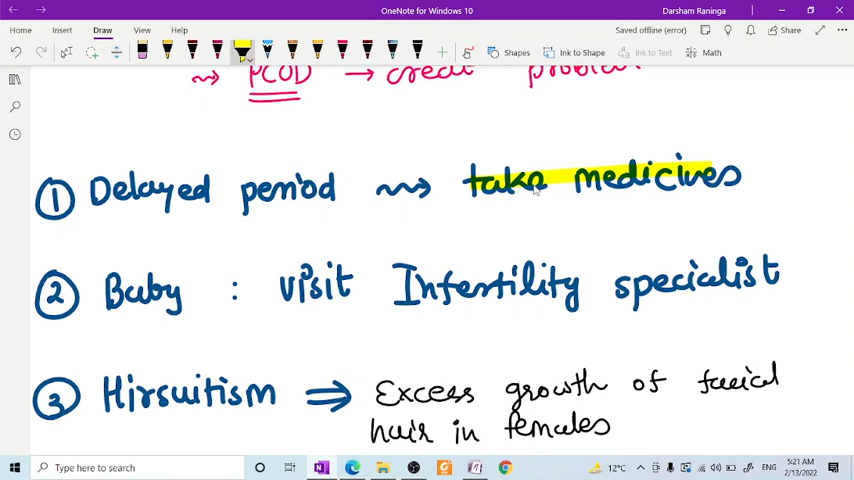 OneNote for Windows 10
Darsham Raninga
Home Insert Draw View Help
Saved offline (error) Share
Shapes Ink to Shape Ink to Text Math
PCOD → credit problem
① Delayed period ⇝ take medicines
② Baby : visit Infertility specialist
③ Hirsuitism ⇒ Excess growth of facial
hair in females
Type here to search
12°C ENG 5:21 AM
2/13/2022